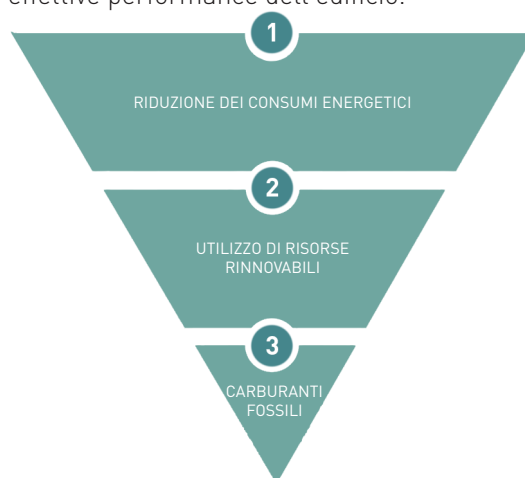 effettive performance dell'edificio.
1
RIDUZIONE DEI CONSUMI ENERGETICI
2
UTILIZZO DI RISORSE
RINNOVABILI
3
CARBURANTI
FOSSILI